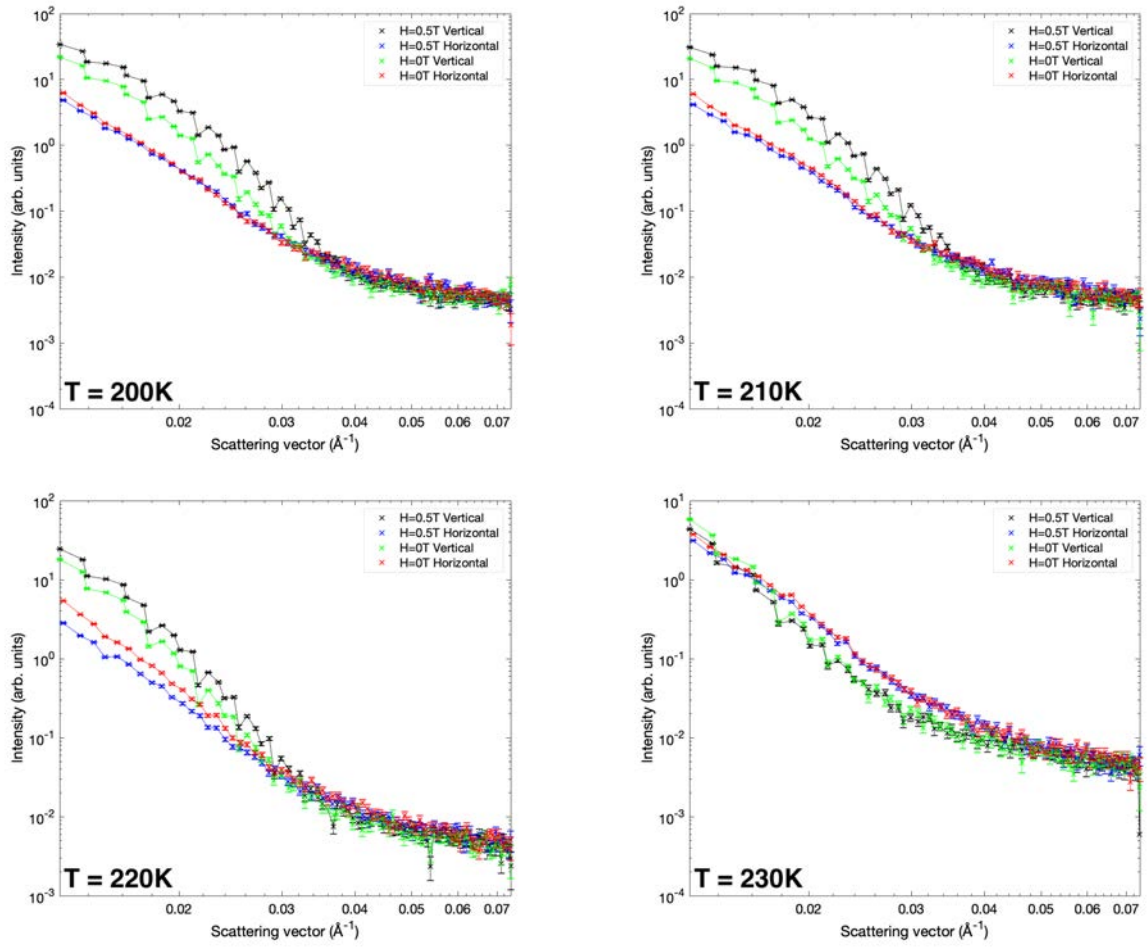 10²
10¹
10⁰
10⁻¹
10⁻²
10⁻³
10⁻⁴
Intensity (arb. units)
H=0.5T Vertical
H=0.5T Horizontal
H=0T Vertical
H=0T Horizontal
T = 200K
0.02 0.03 0.04 0.05 0.06 0.07
Scattering vector (Å⁻¹)
10²
10¹
10⁰
10⁻¹
10⁻²
10⁻³
10⁻⁴
Intensity (arb. units)
H=0.5T Vertical
H=0.5T Horizontal
H=0T Vertical
H=0T Horizontal
T = 210K
0.02 0.03 0.04 0.05 0.06 0.07
Scattering vector (Å⁻¹)
10²
10¹
10⁰
10⁻¹
10⁻²
10⁻³
Intensity (arb. units)
H=0.5T Vertical
H=0.5T Horizontal
H=0T Vertical
H=0T Horizontal
T = 220K
0.02 0.03 0.04 0.05 0.06 0.07
Scattering vector (Å⁻¹)
10¹
10⁰
10⁻¹
10⁻²
10⁻³
10⁻⁴
Intensity (arb. units)
H=0.5T Vertical
H=0.5T Horizontal
H=0T Vertical
H=0T Horizontal
T = 230K
0.02 0.03 0.04 0.05 0.06 0.07
Scattering vector (Å⁻¹)